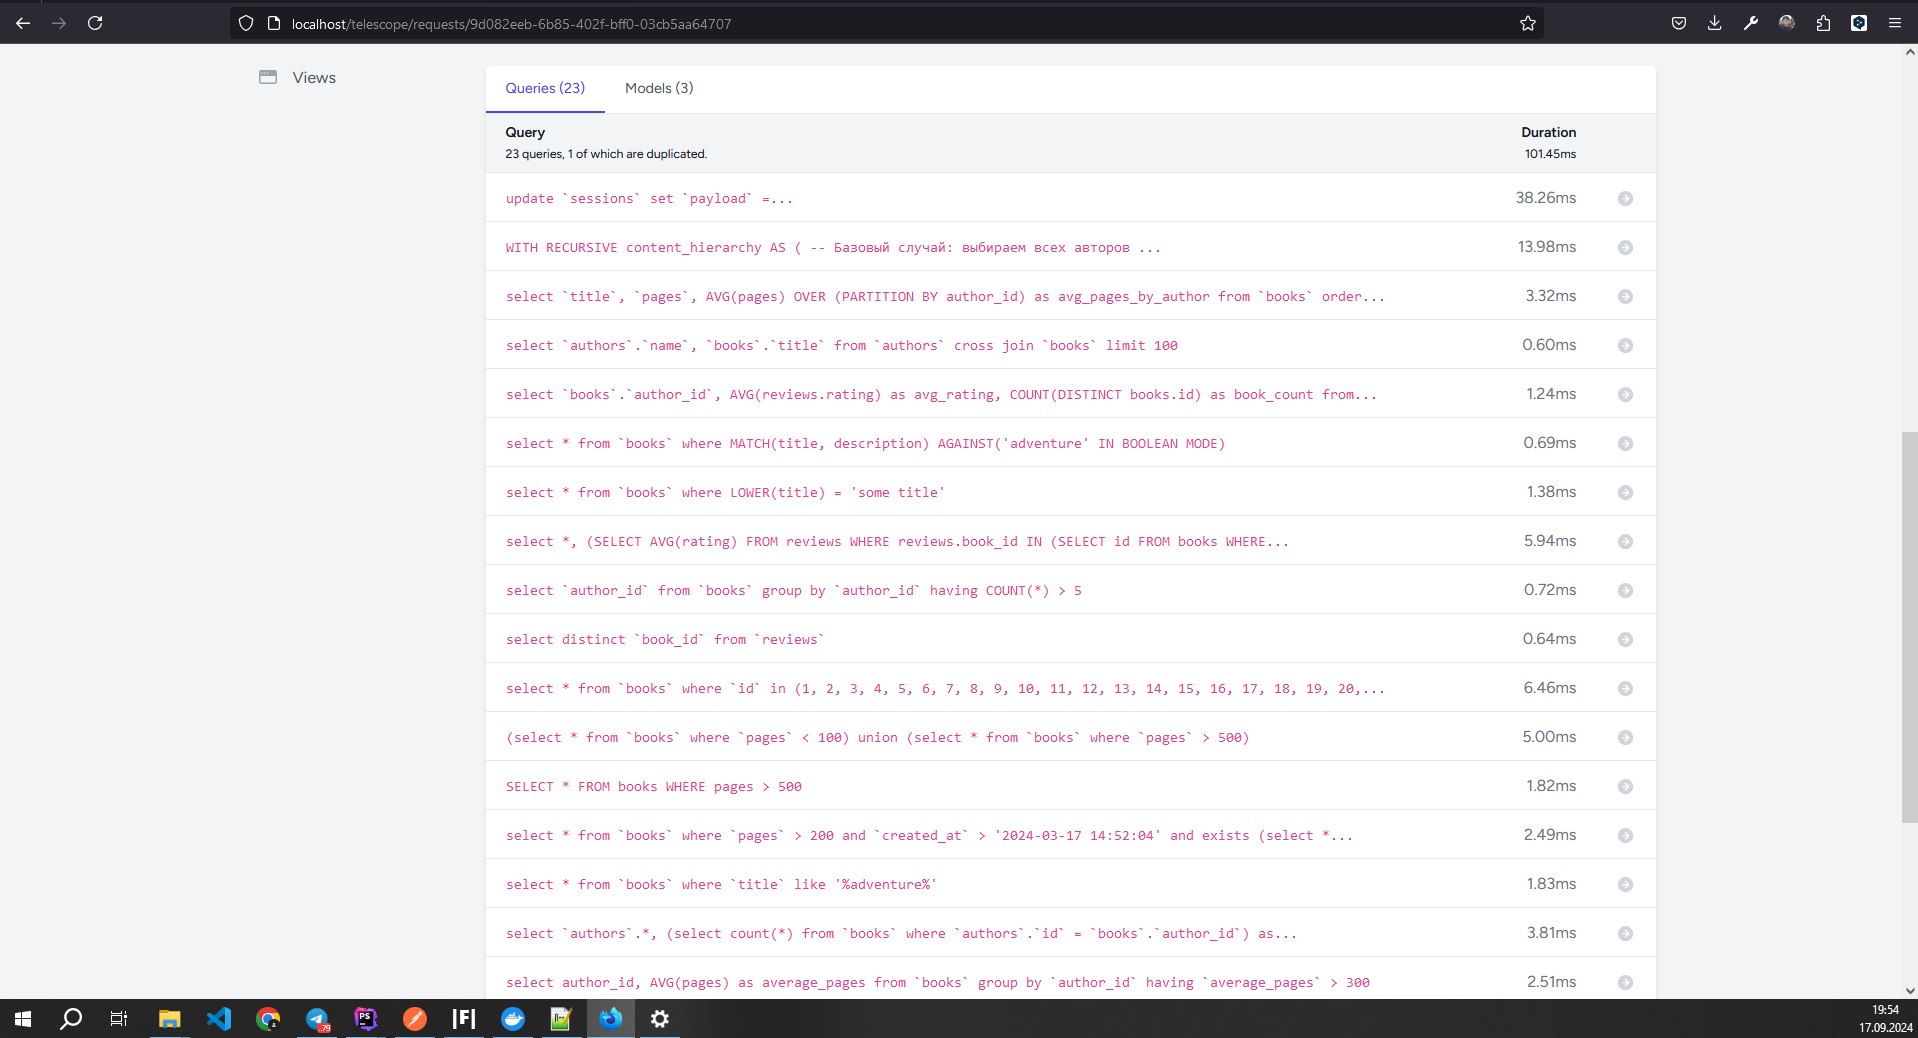 localhost/telescope/requests/9d082eeb-6b85-402f-bff0-03cb5aa64707
Views
Queries (23) Models (3)
Query Duration
23 queries, 1 of which are duplicated. 101.45ms
update `sessions` set `payload` =... 38.26ms
WITH RECURSIVE content_hierarchy AS ( -- Базовый случай: выбираем всех авторов ... 13.98ms
select `title`, `pages`, AVG(pages) OVER (PARTITION BY author_id) as avg_pages_by_author from `books` order... 3.32ms
select `authors`.`name`, `books`.`title` from `authors` cross join `books` limit 100 0.60ms
select `books`.`author_id`, AVG(reviews.rating) as avg_rating, COUNT(DISTINCT books.id) as book_count from... 1.24ms
select * from `books` where MATCH(title, description) AGAINST('adventure' IN BOOLEAN MODE) 0.69ms
select * from `books` where LOWER(title) = 'some title' 1.38ms
select *, (SELECT AVG(rating) FROM reviews WHERE reviews.book_id IN (SELECT id FROM books WHERE... 5.94ms
select `author_id` from `books` group by `author_id` having COUNT(*) > 5 0.72ms
select distinct `book_id` from `reviews` 0.64ms
select * from `books` where `id` in (1, 2, 3, 4, 5, 6, 7, 8, 9, 10, 11, 12, 13, 14, 15, 16, 17, 18, 19, 20,... 6.46ms
(select * from `books` where `pages` < 100) union (select * from `books` where `pages` > 500) 5.00ms
SELECT * FROM books WHERE pages > 500 1.82ms
select * from `books` where `pages` > 200 and `created_at` > '2024-03-17 14:52:04' and exists (select *... 2.49ms
select * from `books` where `title` like '%adventure%' 1.83ms
select `authors`.*, (select count(*) from `books` where `authors`.`id` = `books`.`author_id`) as... 3.81ms
select author_id, AVG(pages) as average_pages from `books` group by `author_id` having `average_pages` > 300 2.51ms
79
PS
|F|
19:54
17.09.2024